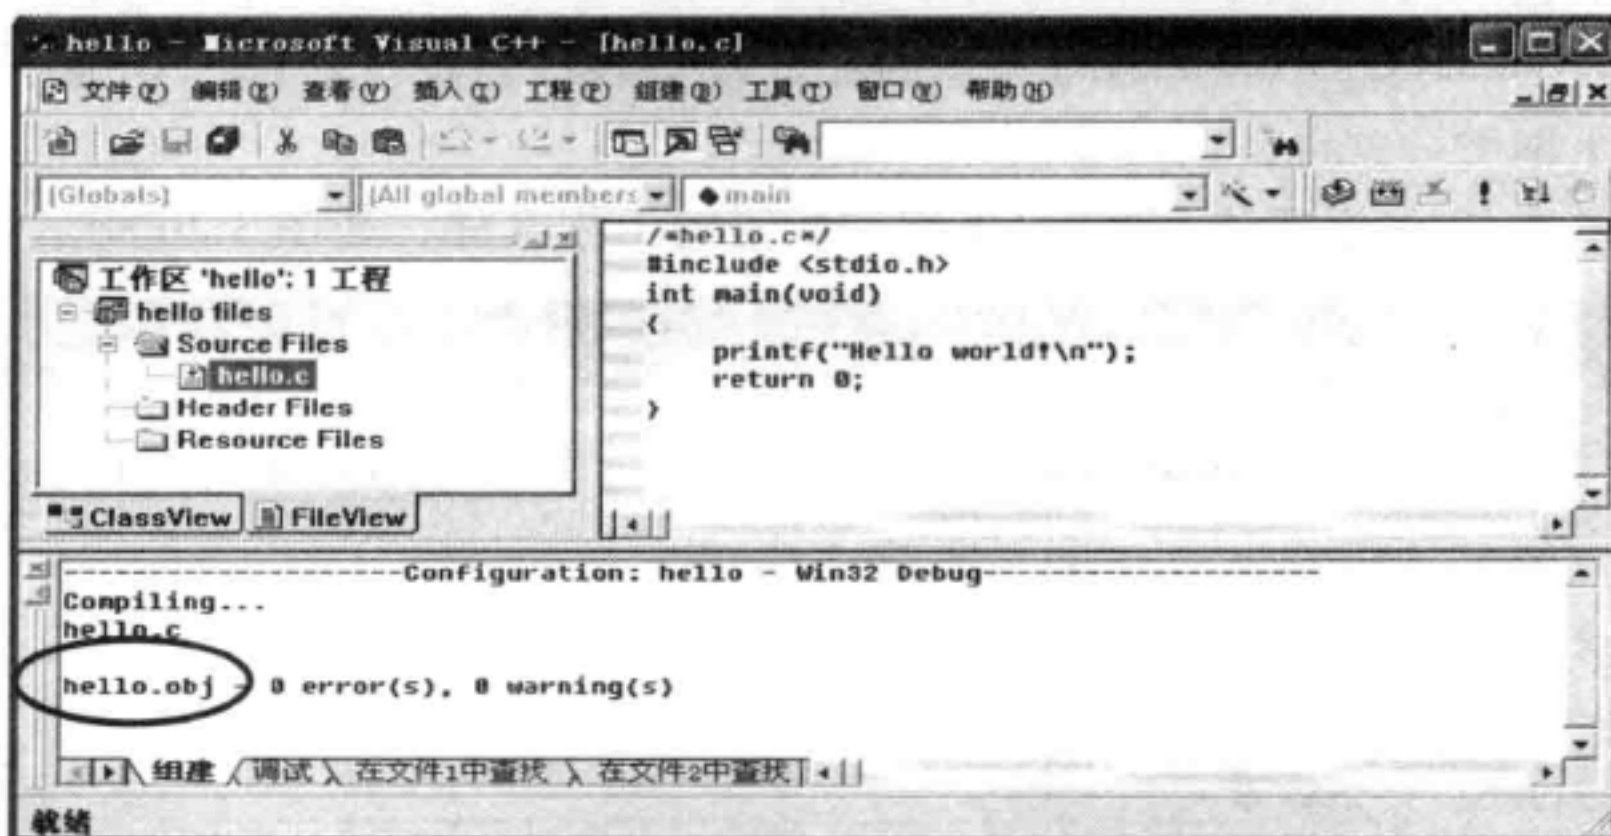 hello - Microsoft Visual C++ - [hello.c]
文件(F) 编辑(E) 查看(V) 插入(I) 工程(P) 组建(B) 工具(T) 窗口(W) 帮助(H)
(Globals) (All global members main
工作区 'hello': 1 工程
hello files
Source Files
hello.c
Header Files
Resource Files
ClassView FileView
/*hello.c*/
#include <stdio.h>
int main(void)
{
printf("Hello world!\n");
return 0;
}
--------------------Configuration: hello - Win32 Debug--------------------
Compiling...
hello.c
hello.obj - 0 error(s), 0 warning(s)
组建 调试 在文件1中查找 在文件2中查找
就绪